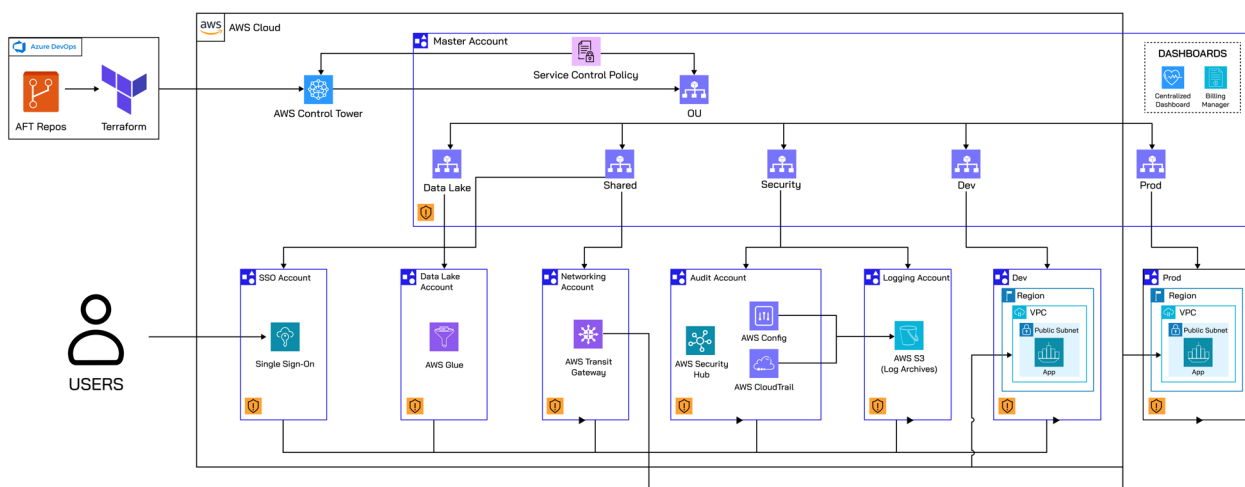 aws
AWS Cloud
Azure DevOps
AFT Repos
Terraform
Master Account
Service Control Policy
AWS Control Tower
OU
DASHBOARDS
Centralized
Dashboard
Billing
Manager
Data Lake
Shared
Security
Dev
Prod
USERS
SSO Account
Single Sign-On
Data Lake
Account
AWS Glue
Networking
Account
AWS Transit
Gateway
Audit Account
AWS Security
Hub
AWS Config
AWS CloudTrail
Logging Account
AWS S3
(Log Archives)
Dev
Region
VPC
Public Subnet
App
Prod
Region
VPC
Public Subnet
App